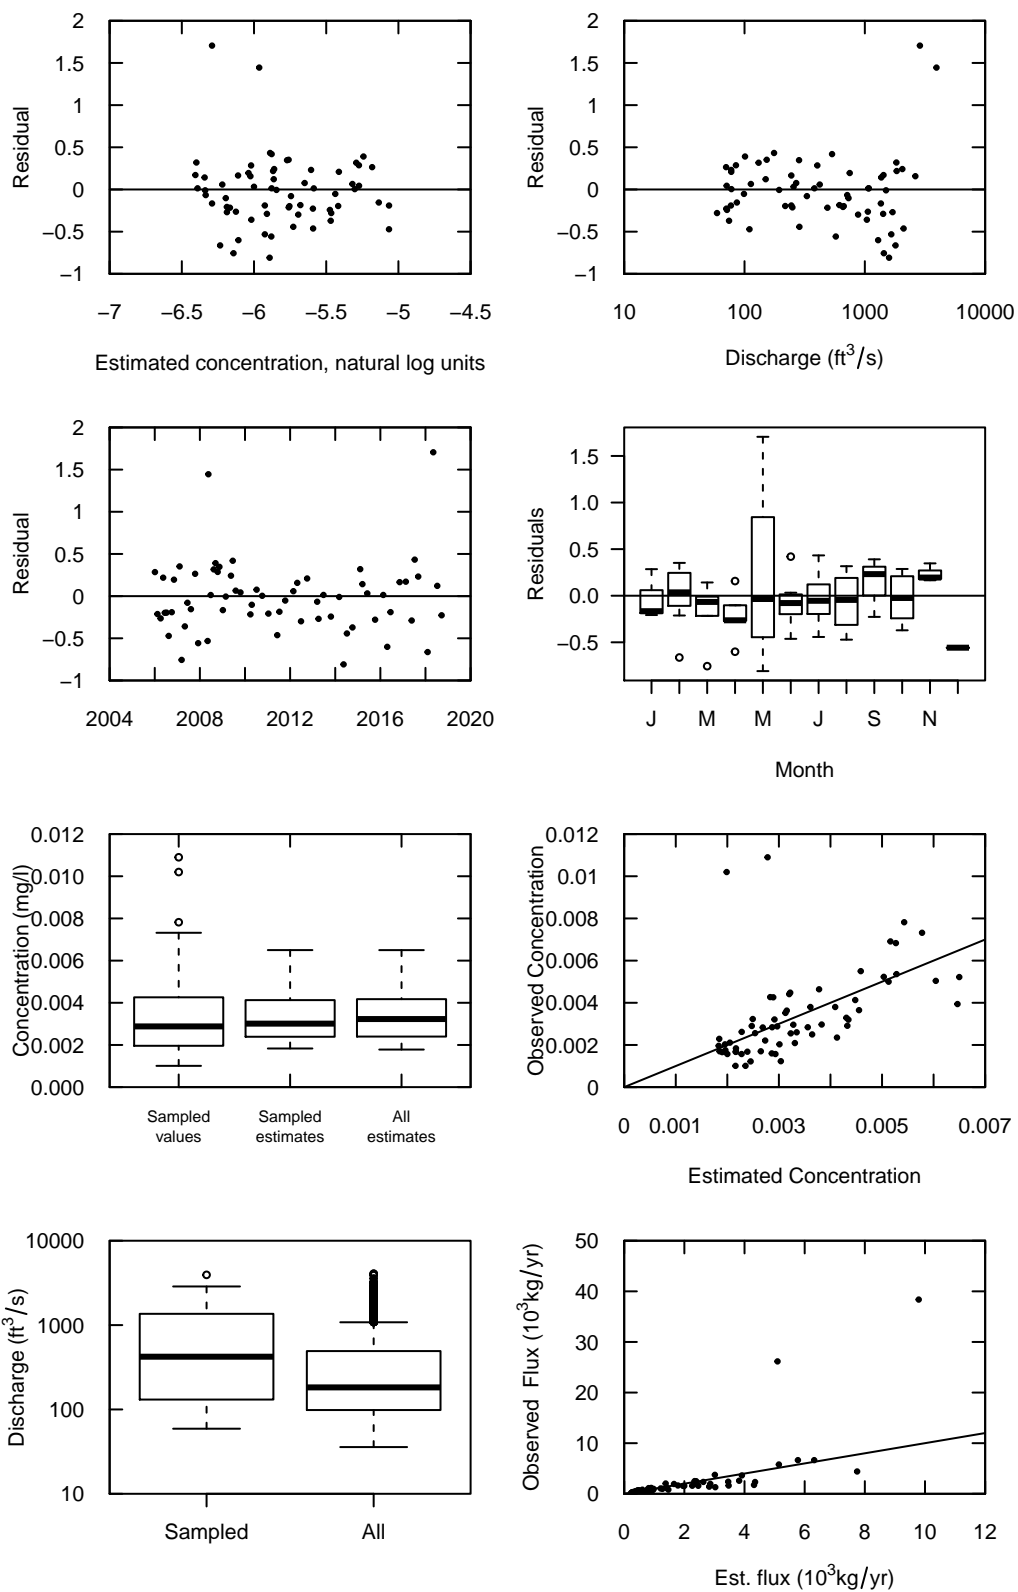 2
1.5
1
0.5
0
−0.5
−1
Residual
−7 −6.5 −6 −5.5 −5 −4.5
Estimated concentration, natural log units
2
1.5
1
0.5
0
−0.5
−1
Residual
10 100 1000 10000
Discharge (ft3/s)
2
1.5
1
0.5
0
−0.5
−1
Residual
2004 2008 2012 2016 2020
1.5
1.0
0.5
0.0
−0.5
Residuals
J M M J S N
Month
0.012
0.010
0.008
0.006
0.004
0.002
0.000
Concentration (mg/l)
Sampled Sampled All
values estimates estimates
0.012
0.01
0.008
0.006
0.004
0.002
0
Observed Concentration
0 0.001 0.003 0.005 0.007
Estimated Concentration
10000
1000
100
10
Discharge (ft3/s)
Sampled All
50
40
30
20
10
0
Observed Flux (103kg/yr)
0 2 4 6 8 10 12
Est. flux (103kg/yr)